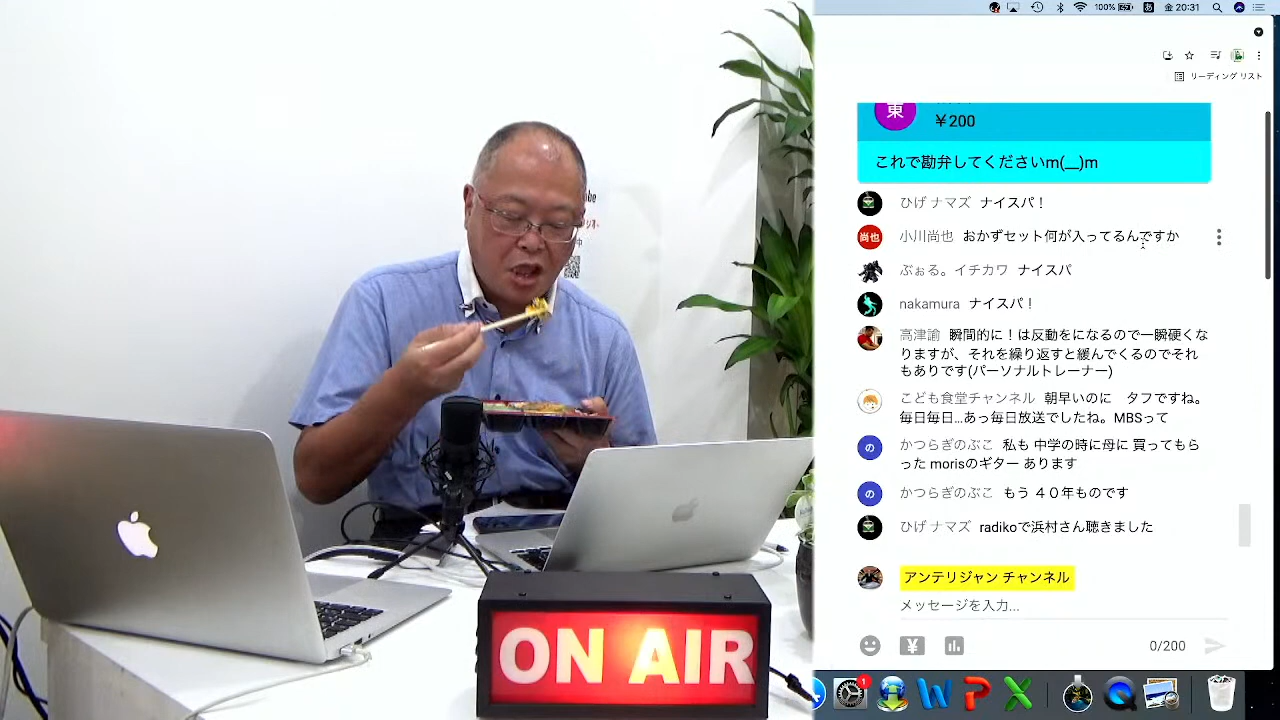 100%
金 20:31
リーディング リスト
東
￥200
これで勘弁してくださいm(__)m
ひげ ナマズ ナイスパ！
尚也 小川尚也 おかずセット何が入ってるんですか
ぶぉる。イチカワ ナイスパ
nakamura ナイスパ！
高津諭 瞬間的に！は反動をになるので一瞬硬くな
りますが、それを繰り返すと緩んでくるのでそれ
もありです(パーソナルトレーナー)
こども食堂チャンネル 朝早いのに タフですね。
毎日毎日...あっ毎日放送でしたね。MBSって
の かつらぎのぶこ 私も 中学の時に母に 買ってもら
った morisのギター あります
の かつらぎのぶこ もう ４０年ものです
ひげ ナマズ radikoで浜村さん聴きました
アンテリジャン チャンネル
メッセージを入力...
0/200
ON AIR
中
1